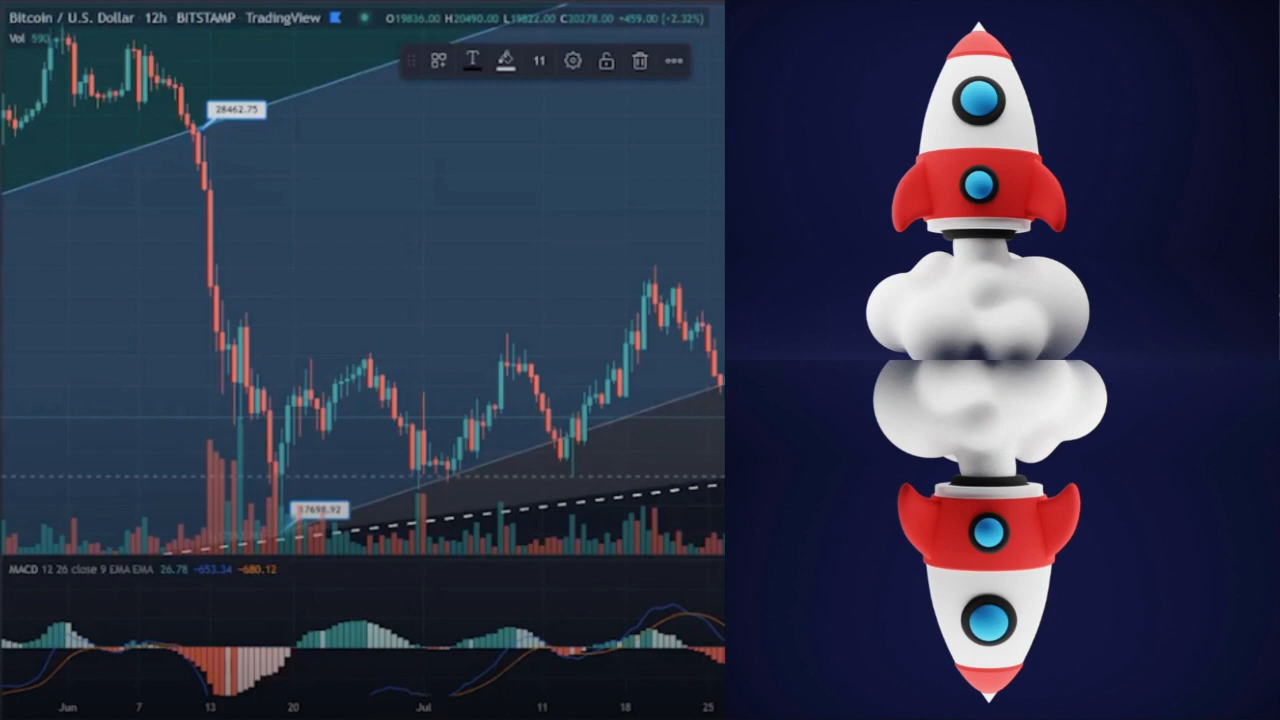 Bitcoin / U.S. Dollar 12h BITSTAMP TradingView O19836.00 H20490.00 L19822.00 C20278.00 +459.00 (+2.32%)
Vol 590
T 11
28462.75
17698.92
MACD 12 26 close 9 EMA EMA 26.78 -653.34 -680.12
Jun 7 13 20 Jul 11 18 25